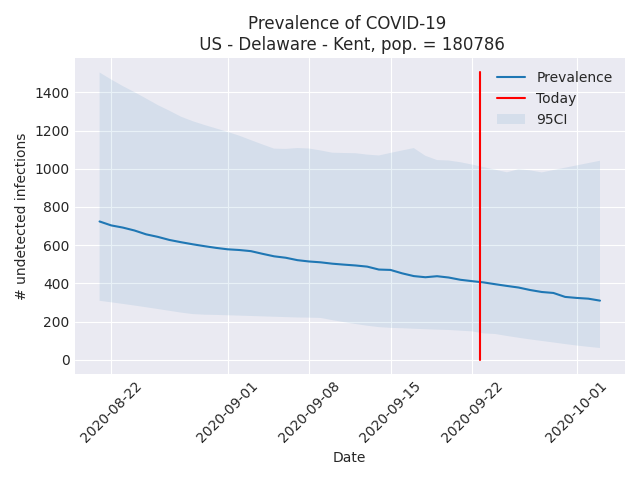 Prevalence of COVID-19
US - Delaware - Kent, pop. = 180786
Prevalence
Today
95CI
# undetected infections
1400
1200
1000
800
600
400
200
0
2020-08-22
2020-09-01
2020-09-08
2020-09-15
2020-09-22
2020-10-01
Date